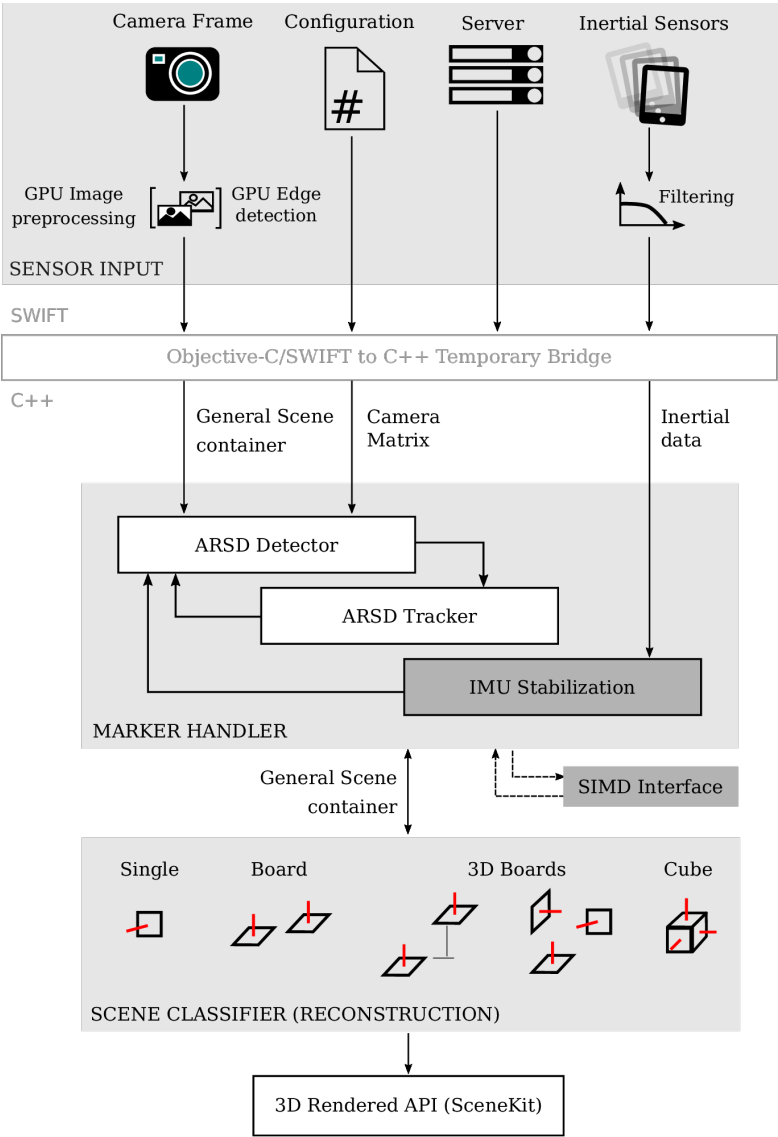 Camera Frame
Configuration
Server
Inertial Sensors
#
GPU Image
preprocessing
GPU Edge
detection
Filtering
SENSOR INPUT
SWIFT
Objective-C/SWIFT to C++ Temporary Bridge
C++
General Scene
container
Camera
Matrix
Inertial
data
ARSD Detector
ARSD Tracker
IMU Stabilization
MARKER HANDLER
General Scene
container
SIMD Interface
Single
Board
3D Boards
Cube
SCENE CLASSIFIER (RECONSTRUCTION)
3D Rendered API (SceneKit)